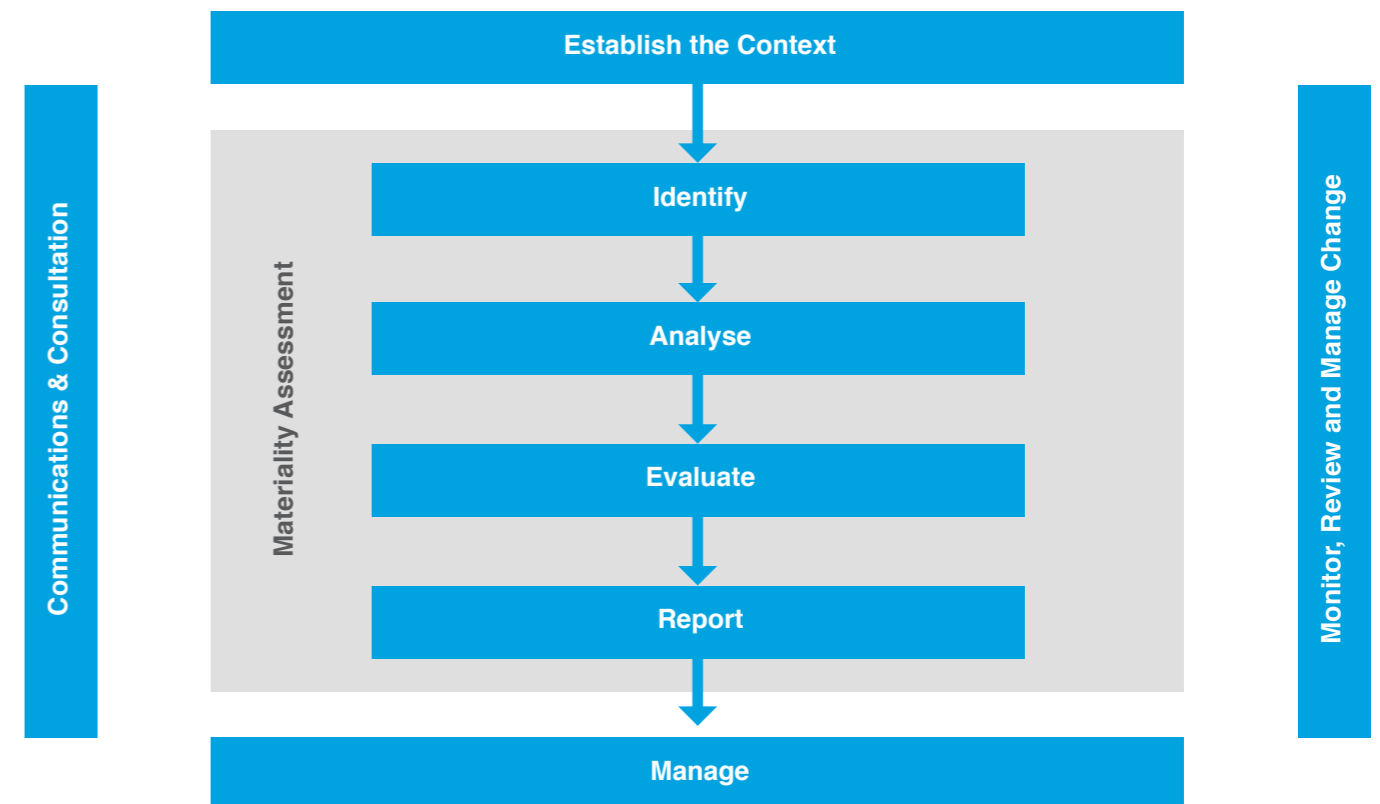 Establish the Context
Communications & Consultation
Materiality Assessment
Identify
Analyse
Evaluate
Report
Manage
Monitor, Review and Manage Change